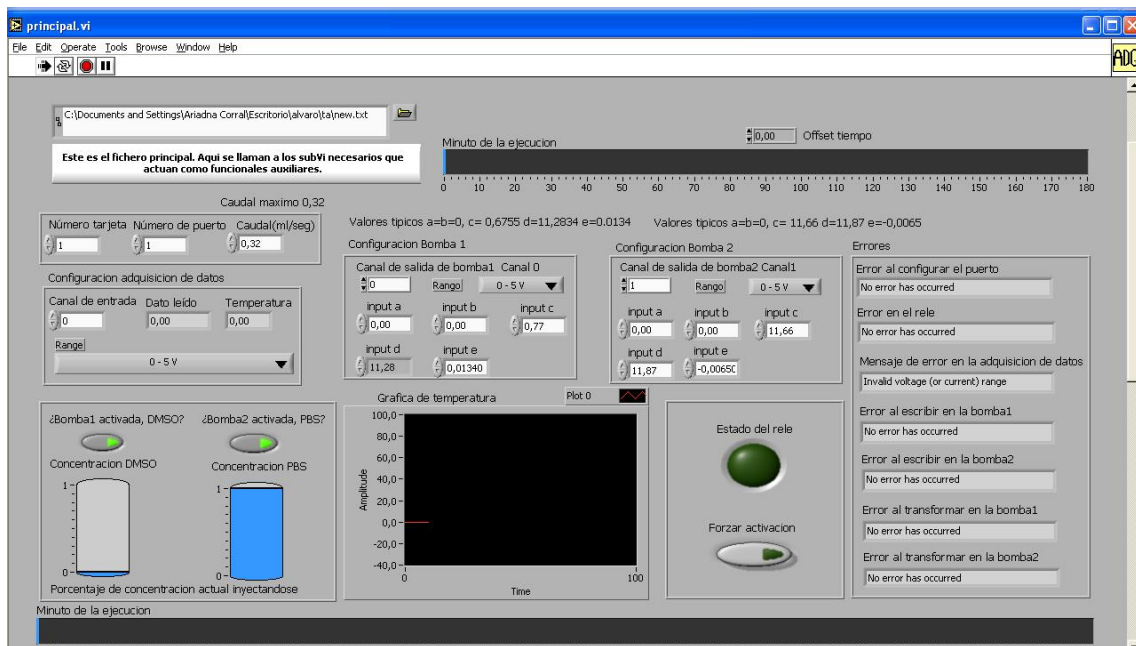 principal.vi
File Edit Operate Tools Browse Window Help
ADQ
C:\Documents and Settings\Ariadna Corral\Escritorio\alvaro\ta\new.txt
Este es el fichero principal. Aqui se llaman a los subVi necesarios que
actuan como funcionales auxiliares.
0,00 Offset tiempo
Minuto de la ejecucion
0 10 20 30 40 50 60 70 80 90 100 110 120 130 140 150 160 170 180
Caudal maximo 0,32
Número tarjeta Número de puerto Caudal(ml/seg)
1 1 0,32
Configuracion adquisicion de datos
Canal de entrada Dato leído Temperatura
0 0,00 0,00
Range
0 - 5 V
Valores tipicos a=b=0, c= 0,6755 d=11,2834 e=0.0134
Configuracion Bomba 1
Canal de salida de bomba1 Canal 0
0 Rango 0 - 5 V
input a input b input c
0,00 0,00 0,77
input d input e
11,28 0,01340
Valores tipicos a=b=0, c= 11,66 d=11,87 e=-0,0065
Configuracion Bomba 2
Canal de salida de bomba2 Canal1
1 Rango 0 - 5 V
input a input b input c
0,00 0,00 11,66
input d input e
11,87 -0,0065
Errores
Error al configurar el puerto
No error has occurred
Error en el rele
No error has occurred
Mensaje de error en la adquisicion de datos
Invalid voltage (or current) range
Error al escribir en la bomba1
No error has occurred
Error al escribir en la bomba2
No error has occurred
Error al transformar en la bomba1
No error has occurred
Error al transformar en la bomba2
No error has occurred
¿Bomba1 activada, DMSO? ¿Bomba2 activada, PBS?
Concentracion DMSO Concentracion PBS
1 1
0 0
Porcentaje de concentracion actual inyectandose
Grafica de temperatura Plot 0
100,0
80,0
60,0
40,0
20,0
0,0
-20,0
-40,0
Amplitude
0 100
Time
Estado del rele
Forzar activacion
Minuto de la ejecucion